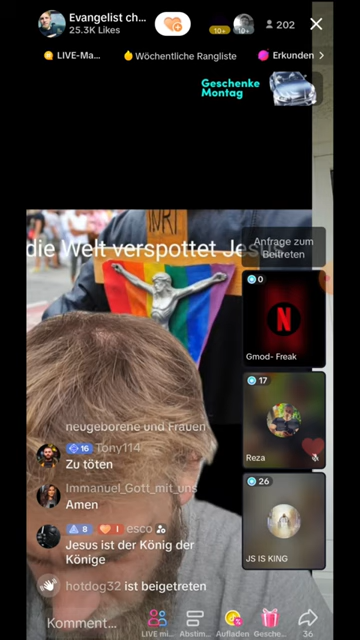 Evangelist ch...
25.3K Likes
10+
10+
202
LIVE-Ma...
Wöchentliche Rangliste
Erkunden
Geschenke
Montag
INRI
die Welt verspottet Jesus
Anfrage zum
Beitreten
0
N
Gmod- Freak
17
Reza
26
JS IS KING
neugeborene und Frauen
16 Tony114
Zu töten
Immanuel_Gott_mit_uns
Amen
8 I esco
Jesus ist der König der
Könige
hotdog32 ist beigetreten
Komment...
LIVE mi...
Abstim...
Aufladen
Gesche...
36